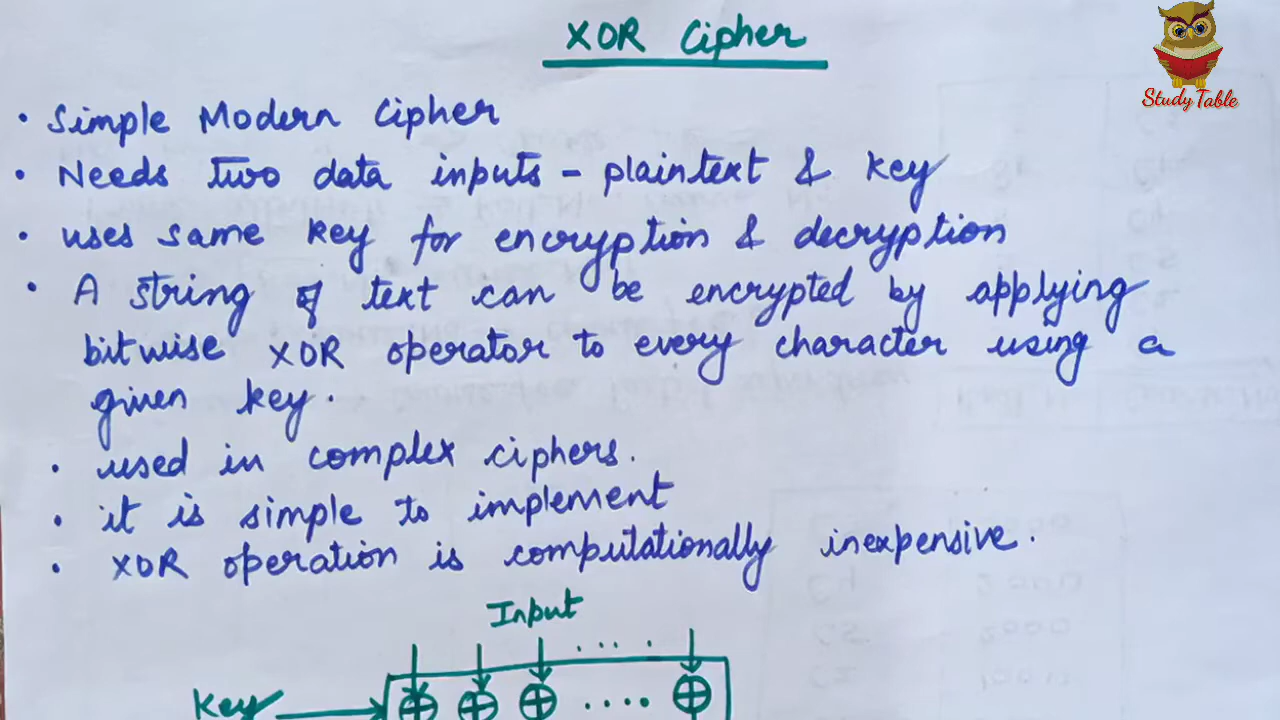 XOR Cipher
Study Table
• Simple Modern Cipher
• Needs two data inputs - plaintext & key
• uses same key for encryption & decryption
• A string of text can be encrypted by applying
bitwise XOR operator to every character using a
given key.
• used in complex ciphers.
• it is simple to implement
• XOR operation is computationally inexpensive.
Input
....
Key
....